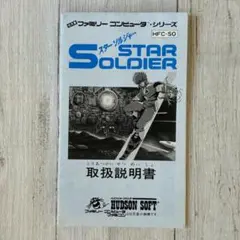 ファミリー コンピュータ・シリーズ
HFC-50
スターソルジャー
STAR
SOLDIER
取扱説明書
HUDSON SOFT